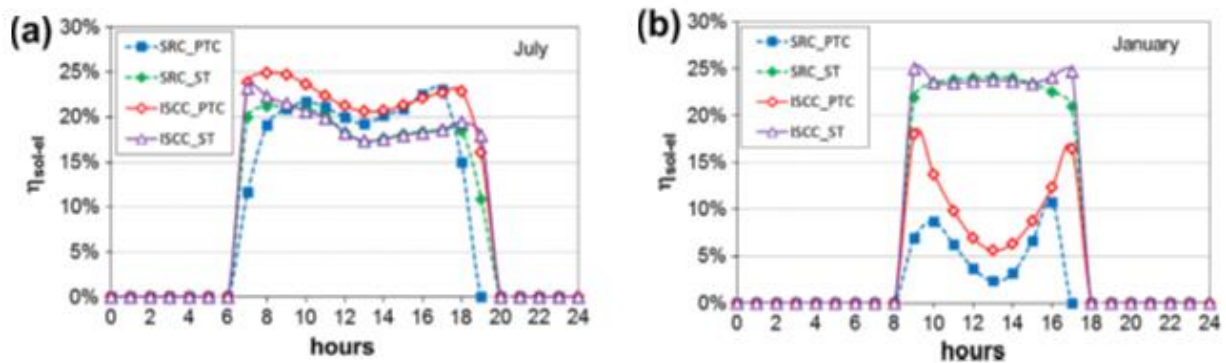 (a)
30%
25%
20%
15%
10%
5%
0%
ηsol-el
SRC_PTC
SRC_ST
ISCC_PTC
ISCC_ST
July
0 2 4 6 8 10 12 14 16 18 20 22 24
hours
(b)
30%
25%
20%
15%
10%
5%
0%
ηsol-el
SRC_PTC
SRC_ST
ISCC_PTC
ISCC_ST
January
0 2 4 6 8 10 12 14 16 18 20 22 24
hours